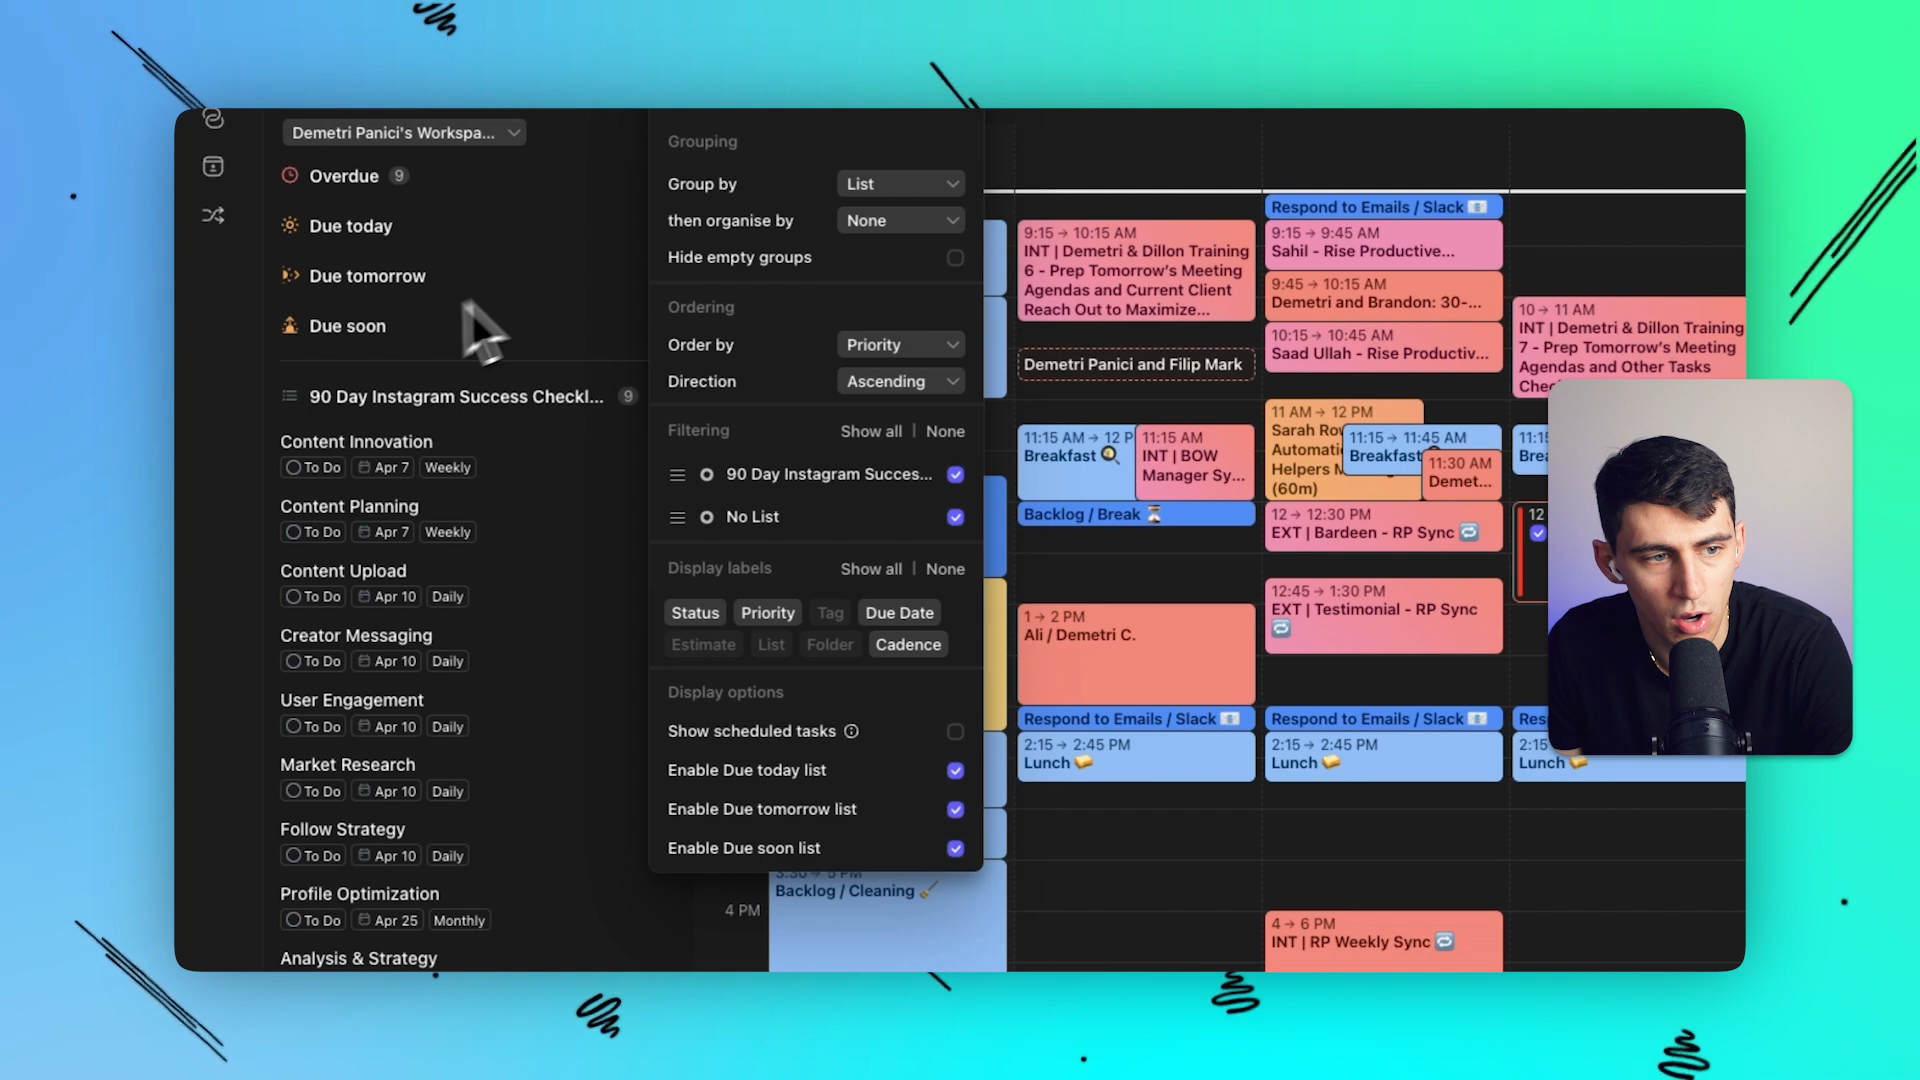 Demetri Panici's Workspa...
Overdue 9
Due today
Due tomorrow
Due soon
90 Day Instagram Success Checkl... 9
Content Innovation
To Do Apr 7 Weekly
Content Planning
To Do Apr 7 Weekly
Content Upload
To Do Apr 10 Daily
Creator Messaging
To Do Apr 10 Daily
User Engagement
To Do Apr 10 Daily
Market Research
To Do Apr 10 Daily
Follow Strategy
To Do Apr 10 Daily
Profile Optimization
To Do Apr 25 Monthly
Analysis & Strategy
Grouping
Group by List
then organise by None
Hide empty groups
Ordering
Order by Priority
Direction Ascending
Filtering Show all | None
90 Day Instagram Succes...
No List
Display labels Show all | None
Status Priority Tag Due Date
Estimate List Folder Cadence
Display options
Show scheduled tasks
Enable Due today list
Enable Due tomorrow list
Enable Due soon list
4 PM
3:30 → 5 PM
Backlog / Cleaning
9:15 → 10:15 AM
INT | Demetri & Dillon Training
6 - Prep Tomorrow's Meeting
Agendas and Current Client
Reach Out to Maximize...
Demetri Panici and Filip Mark
11:15 AM → 12 P
Breakfast
11:15 AM
INT | BOW
Manager Sy...
Backlog / Break
1 → 2 PM
Ali / Demetri C.
Respond to Emails / Slack
2:15 → 2:45 PM
Lunch
Respond to Emails / Slack
9:15 → 9:45 AM
Sahil - Rise Productive...
9:45 → 10:15 AM
Demetri and Brandon: 30-...
10:15 → 10:45 AM
Saad Ullah - Rise Productiv...
11 AM → 12 PM
Sarah Ro
Automati
Helpers M
(60m)
11:15 → 11:45 AM
Breakfast
11:30 AM
Demet...
12 → 12:30 PM
EXT | Bardeen - RP Sync
12:45 → 1:30 PM
EXT | Testimonial - RP Sync
Respond to Emails / Slack
2:15 → 2:45 PM
Lunch
4 → 6 PM
INT | RP Weekly Sync
10 → 11 AM
INT | Demetri & Dillon Training
7 - Prep Tomorrow's Meeting
Agendas and Other Tasks
Chec
11:15
Brea
12
Res
2:15
Lunch